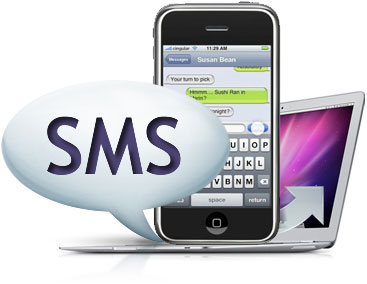 cingular 11:29 AM
Messages Susan Bean
Your turn to pick
Hmmm.... Sushi Ran in
SMS
U I O P
H J K L
V B N M
space return